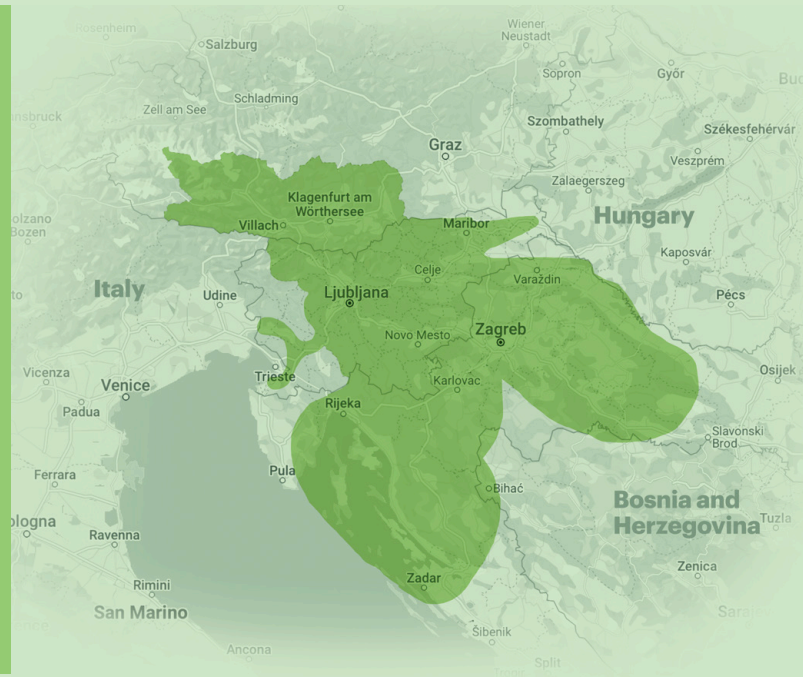 Rosenheim
Salzburg
Wiener
Neustadt
Sopron
Győr
Bud
Schladming
Zell am See
nsbruck
Szombathely
Székesfehérvár
Graz
Veszprém
Zalaegerszeg
Klagenfurt am
Wörthersee
Hungary
olzano
Bozen
Villach
Maribor
Kaposvár
Celje
Varaždin
Italy
Udine
Ljubljana
to
Pécs
Zagreb
Novo Mesto
Vicenza
Venice
Trieste
Karlovac
Osijek
Padua
Rijeka
Slavonski
Brod
Ferrara
Pula
Bihać
Bosnia and
Herzegovina
Tuzla
ologna
Ravenna
Zenica
Rimini
Zadar
San Marino
Sara
Šibenik
Ancona
Split